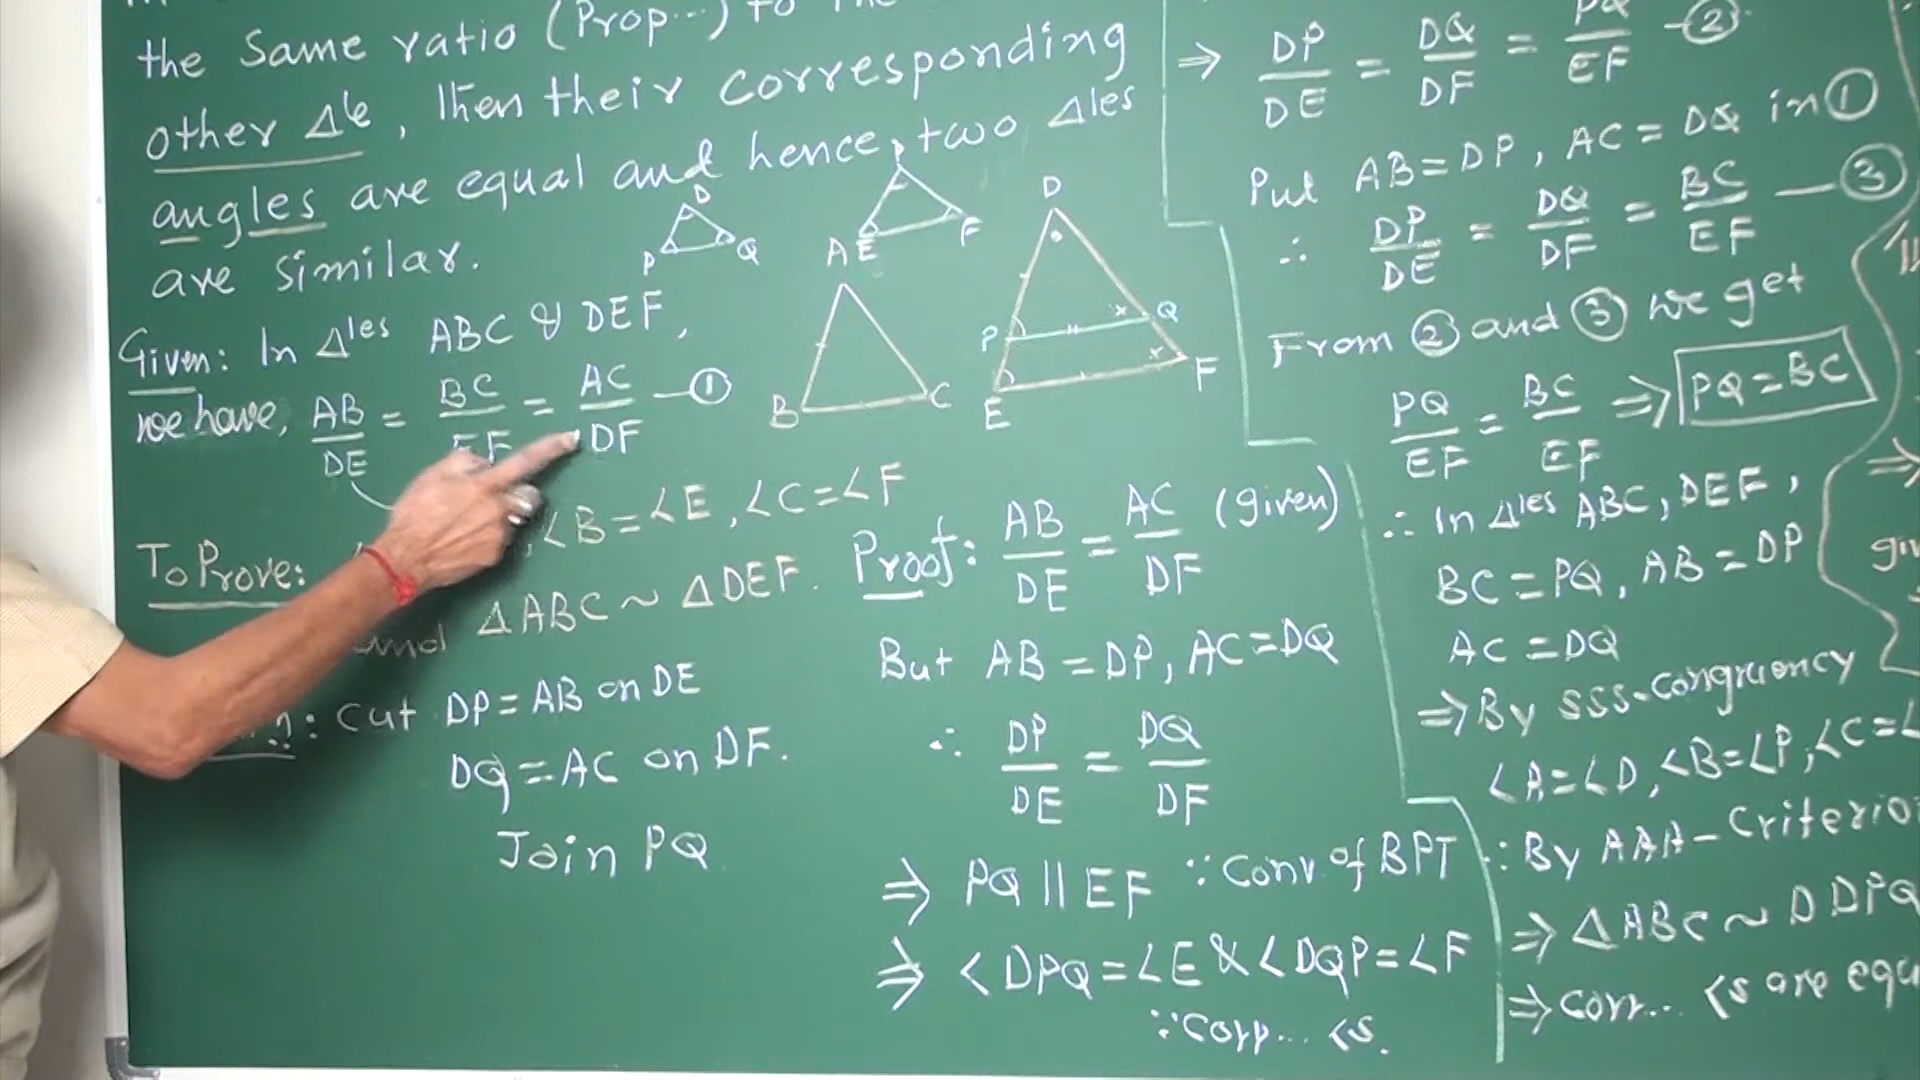 the same ratio (Prop...) to the
other Δle, then their corresponding
angles are equal and hence, two Δles
are similar.
D
P Q
E F
A
B C
D
P Q
E F
Given: In Δles ABC & DEF,
we have, AB/DE = BC/EF = AC/DF —①
To Prove: ∠B=∠E, ∠C=∠F
and ΔABC ~ ΔDEF.
: cut DP=AB on DE
DQ=AC on DF.
Join PQ
Proof: AB/DE = AC/DF (given)
But AB=DP, AC=DQ
∴ DP/DE = DQ/DF
⇒ PQ || EF ∵ Conv. of BPT
⇒ ∠DPQ=∠E & ∠DQP=∠F
∵ Corr... ∠s.
⇒ DP/DE = DQ/DF = PQ/EF —②
Put AB=DP, AC=DQ in ①
∴ DP/DE = DQ/DF = BC/EF —③
From ② and ③ we get
PQ/EF = BC/EF ⇒ PQ=BC
∴ In Δles ABC, DEF,
BC=PQ, AB=DP
AC=DQ
⇒ By SSS-Congruency
∠A=∠D, ∠B=∠P, ∠C=∠
∴ By AAA-Criterio
⇒ ΔABC ~ D DPQ
⇒ Corr... ∠s are equ
⇒
giv